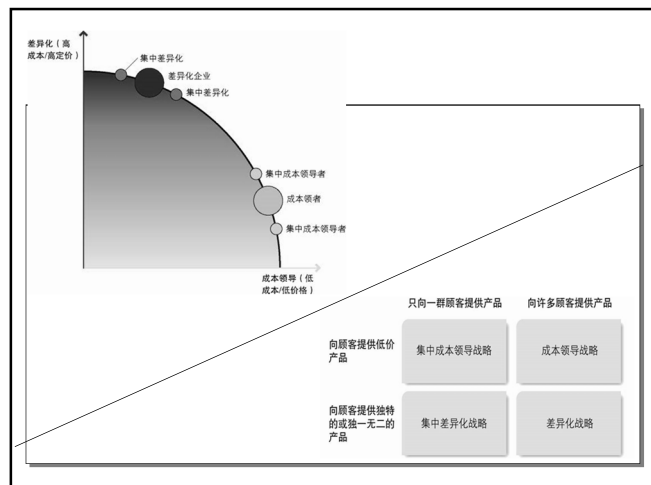 差异化（高
成本/高定价）
集中差异化
差异化企业
集中差异化
集中成本领导者
成本领者
集中成本领导者
成本领导（低
成本/低价格）
只向一群顾客提供产品
向许多顾客提供产品
向顾客提供低价
产品
集中成本领导战略
成本领导战略
向顾客提供独特
的或独一无二的
产品
集中差异化战略
差异化战略